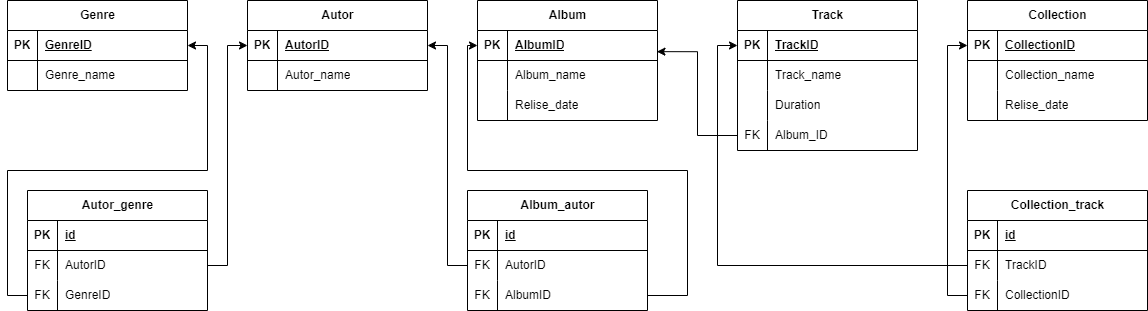 Genre
PK GenreID
Genre_name
Autor
PK AutorID
Autor_name
Album
PK AlbumID
Album_name
Relise_date
Track
PK TrackID
Track_name
Duration
FK Album_ID
Collection
PK CollectionID
Collection_name
Relise_date
Autor_genre
PK id
FK AutorID
FK GenreID
Album_autor
PK id
FK AutorID
FK AlbumID
Collection_track
PK id
FK TrackID
FK CollectionID